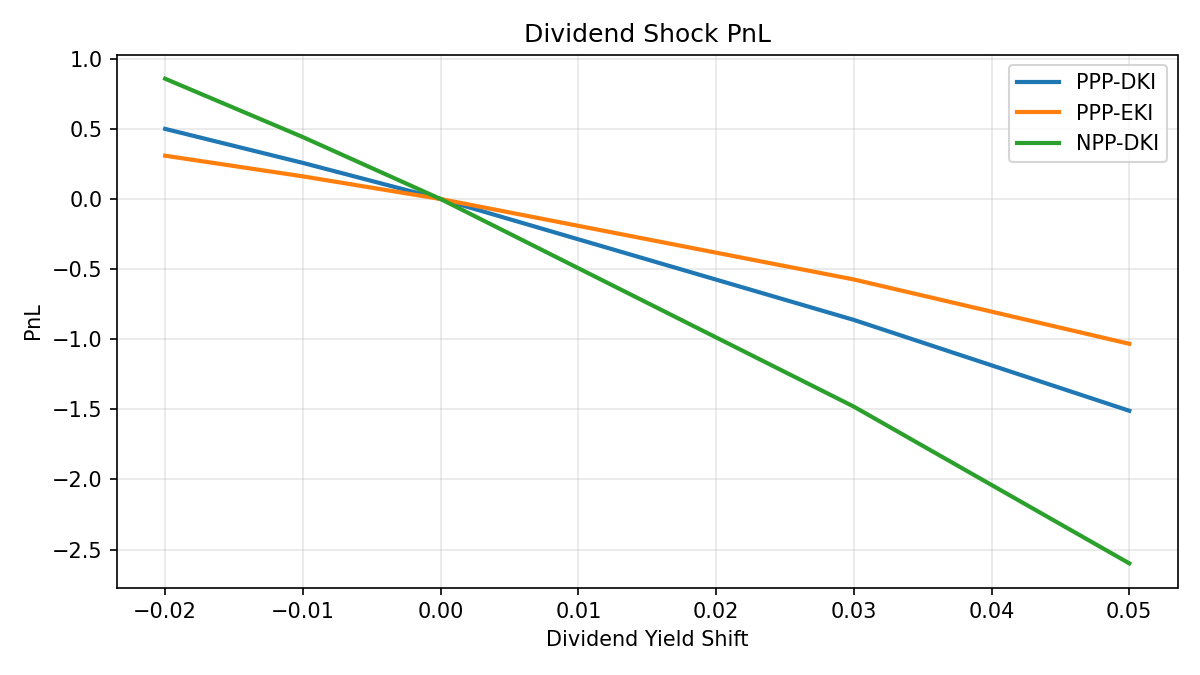 Dividend Shock PnL
PPP-DKI
PPP-EKI
NPP-DKI
PnL
1.0
0.5
0.0
−0.5
−1.0
−1.5
−2.0
−2.5
−0.02 −0.01 0.00 0.01 0.02 0.03 0.04 0.05
Dividend Yield Shift